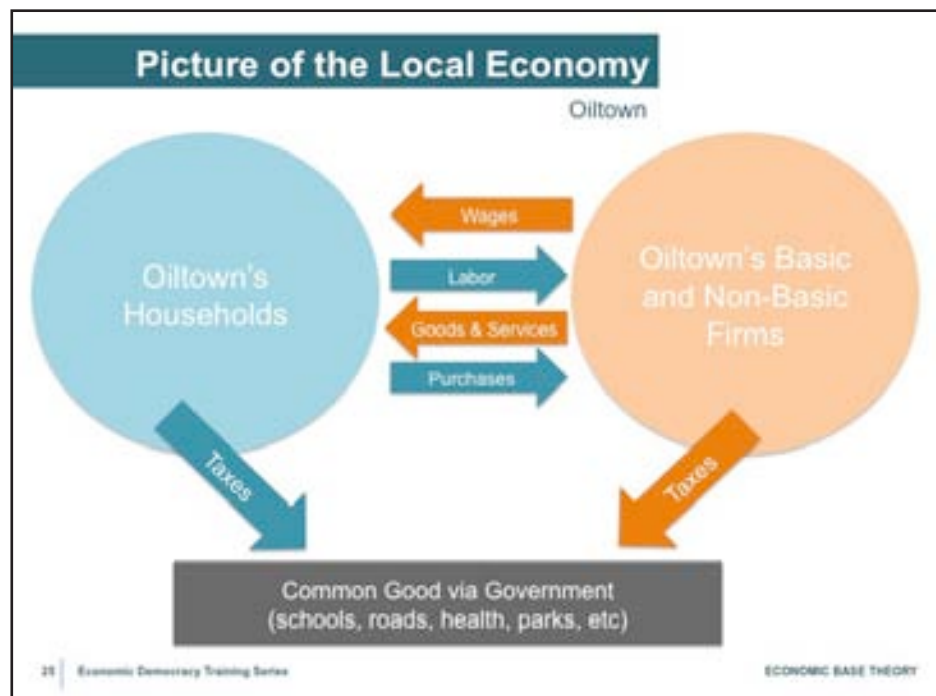 Picture of the Local Economy
Oiltown
Oiltown's
Households
Wages
Labor
Goods & Services
Purchases
Oiltown's Basic
and Non-Basic
Firms
Taxes
Taxes
Common Good via Government
(schools, roads, health, parks, etc)
25 Economic Democracy Training Series
ECONOMIC BASE THEORY